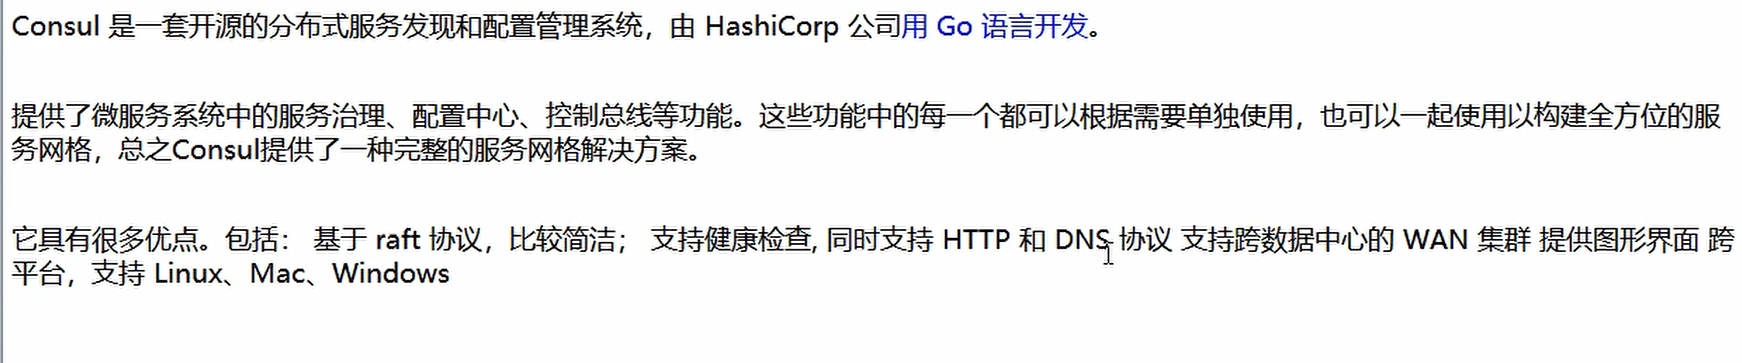 Consul 是一套开源的分布式服务发现和配置管理系统，由 HashiCorp 公司用 Go 语言开发。
提供了微服务系统中的服务治理、配置中心、控制总线等功能。这些功能中的每一个都可以根据需要单独使用，也可以一起使用以构建全方位的服
务网格，总之Consul提供了一种完整的服务网格解决方案。
它具有很多优点。包括： 基于 raft 协议，比较简洁； 支持健康检查, 同时支持 HTTP 和 DNS 协议 支持跨数据中心的 WAN 集群 提供图形界面 跨
平台，支持 Linux、Mac、Windows